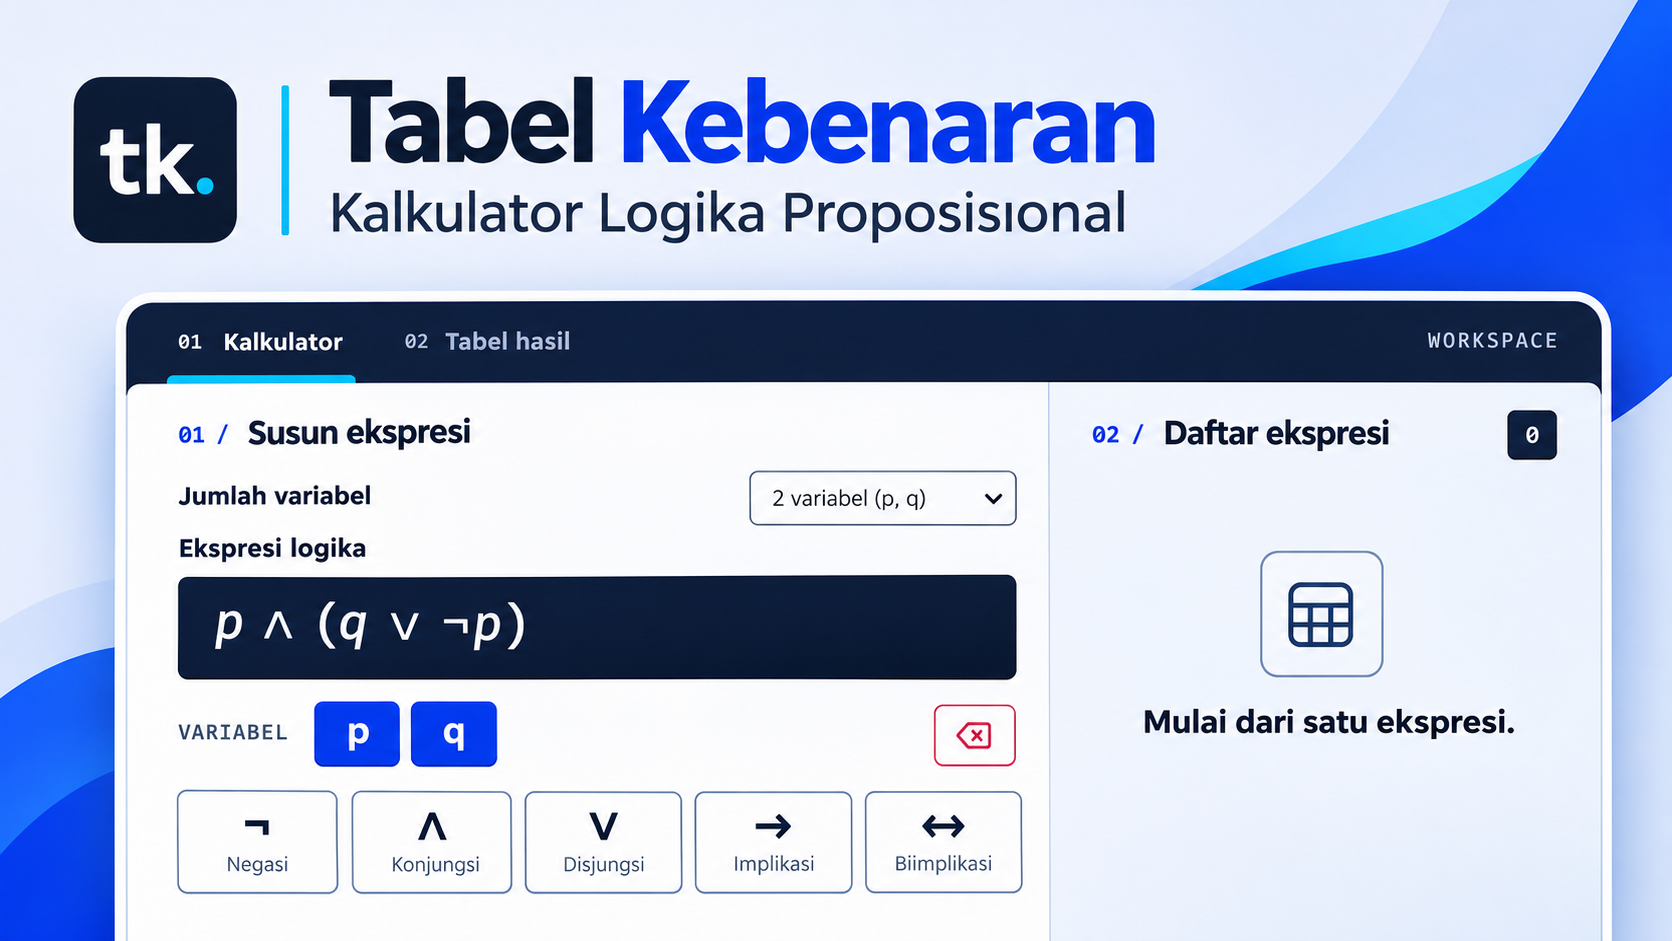 tk.
Tabel Kebenaran
Kalkulator Logika Proposisıonal
01 Kalkulator 02 Tabel hasil WORKSPACE
01 / Susun ekspresi
Jumlah variabel 2 variabel (p, q)
Ekspresi logika
p ∧ (q ∨ ¬p)
VARIABEL p q
¬ ∧ ∨ → ↔
Negasi Konjungsi Disjungsi Implikasi Biimplikasi
02 / Daftar ekspresi 0
Mulai dari satu ekspresi.